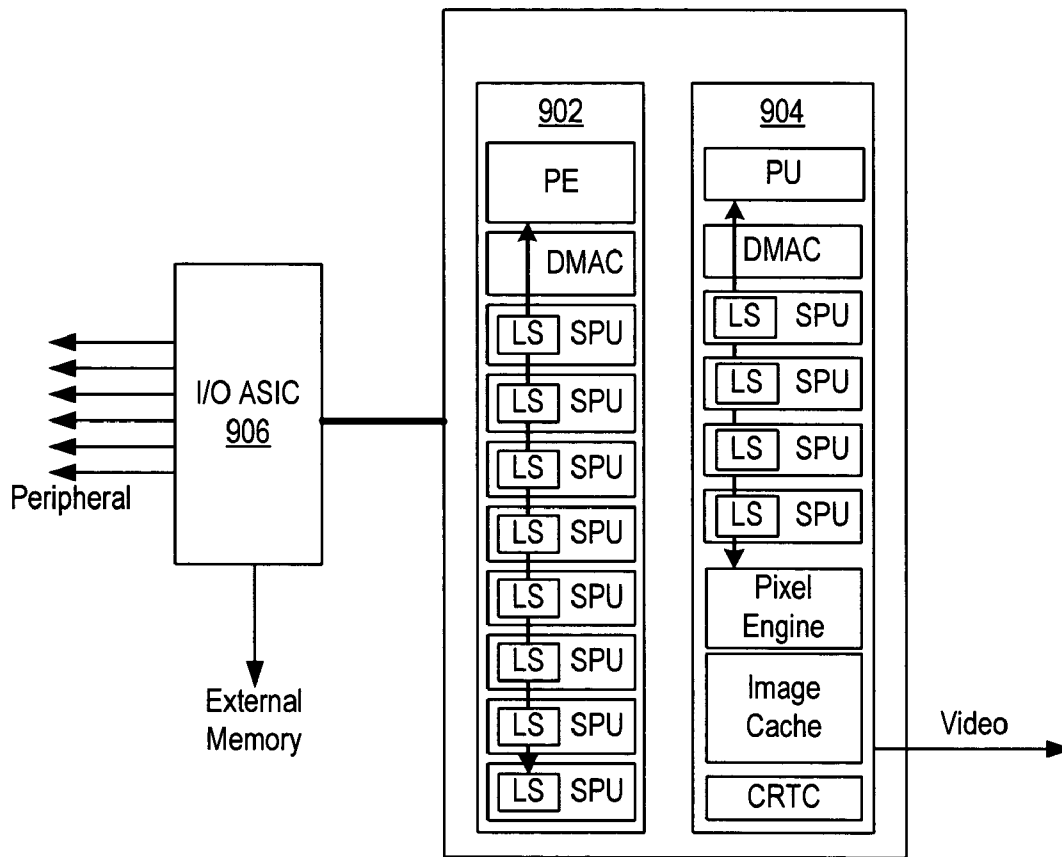 902
PE
DMAC
LS SPU
LS SPU
LS SPU
LS SPU
LS SPU
LS SPU
LS SPU
LS SPU
904
PU
DMAC
LS SPU
LS SPU
LS SPU
LS SPU
Pixel
Engine
Image
Cache
CRTC
I/O ASIC
906
Peripheral
External
Memory
Video